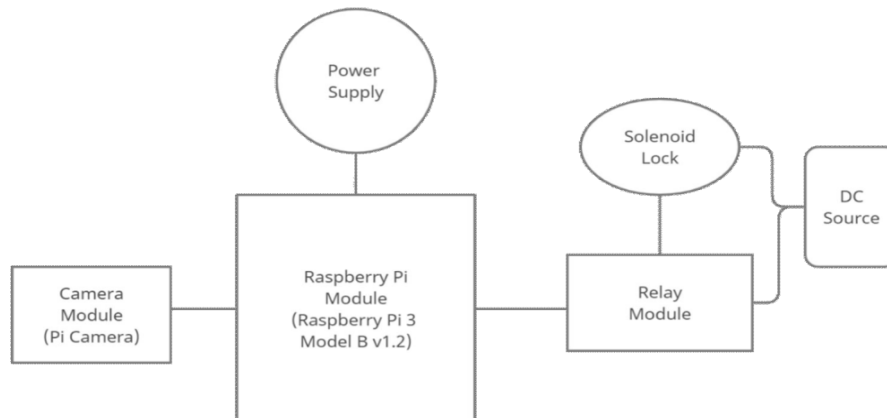 Power
Supply
Solenoid
Lock
DC
Source
Camera
Module
(Pi Camera)
Raspberry Pi
Module
(Raspberry Pi 3
Model B v1.2)
Relay
Module